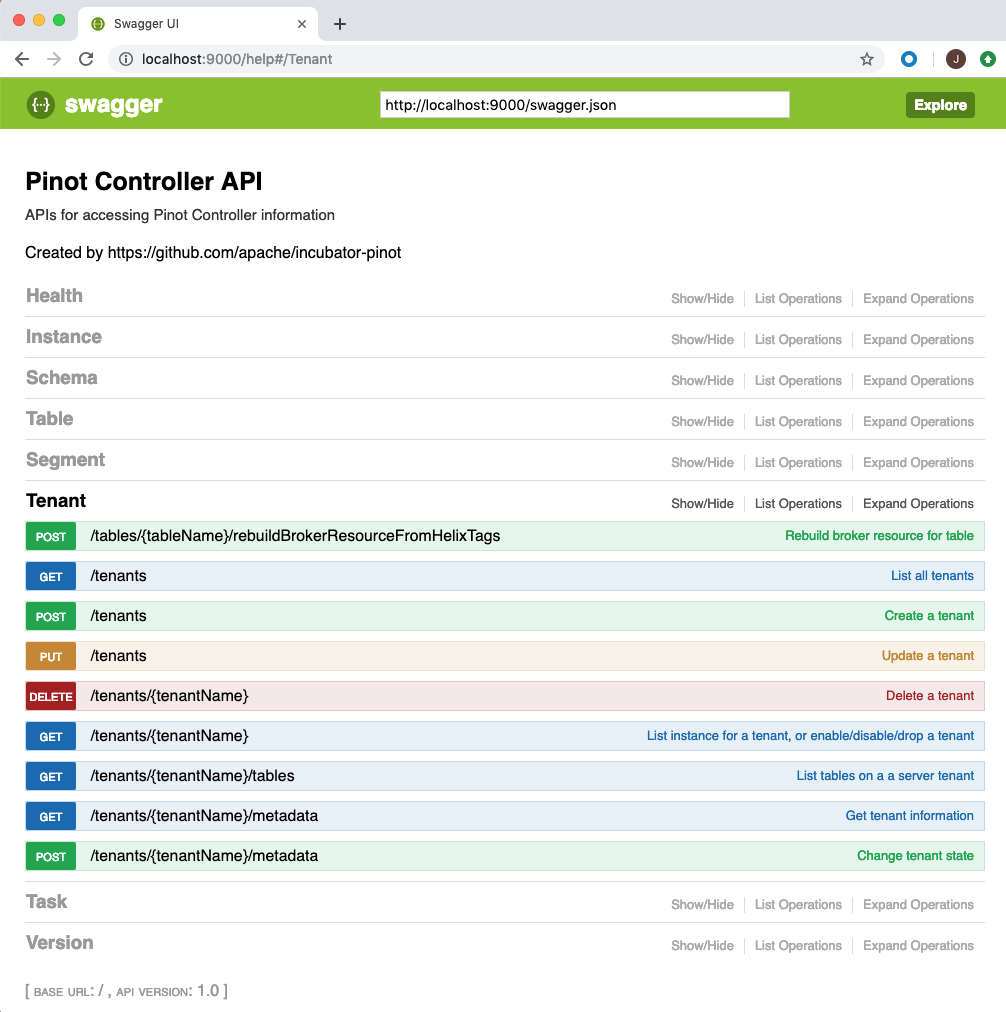 Swagger UI
localhost:9000/help#/Tenant
J
{··} swagger
http://localhost:9000/swagger.json
Explore
Pinot Controller API
APIs for accessing Pinot Controller information
Created by https://github.com/apache/incubator-pinot
Health Show/Hide List Operations Expand Operations
Instance Show/Hide List Operations Expand Operations
Schema Show/Hide List Operations Expand Operations
Table Show/Hide List Operations Expand Operations
Segment Show/Hide List Operations Expand Operations
Tenant Show/Hide List Operations Expand Operations
POST /tables/{tableName}/rebuildBrokerResourceFromHelixTags Rebuild broker resource for table
GET /tenants List all tenants
POST /tenants Create a tenant
PUT /tenants Update a tenant
DELETE /tenants/{tenantName} Delete a tenant
GET /tenants/{tenantName} List instance for a tenant, or enable/disable/drop a tenant
GET /tenants/{tenantName}/tables List tables on a a server tenant
GET /tenants/{tenantName}/metadata Get tenant information
POST /tenants/{tenantName}/metadata Change tenant state
Task Show/Hide List Operations Expand Operations
Version Show/Hide List Operations Expand Operations
[ BASE URL: / , API VERSION: 1.0 ]